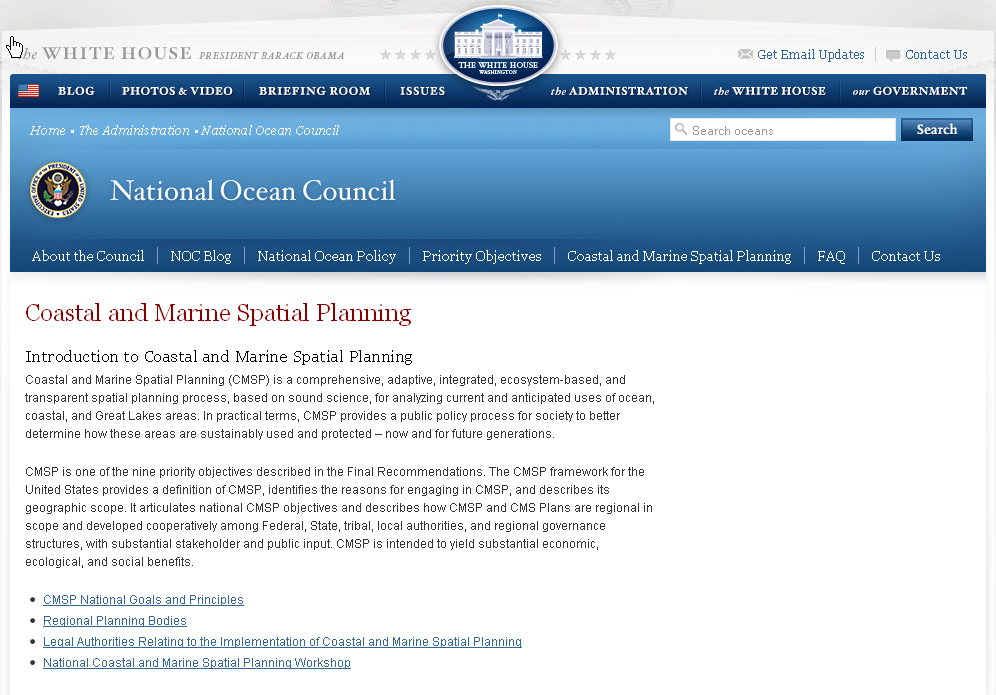 the WHITE HOUSE PRESIDENT BARACK OBAMA
THE WHITE HOUSE
WASHINGTON
Get Email Updates Contact Us
BLOG PHOTOS & VIDEO BRIEFING ROOM ISSUES the ADMINISTRATION the WHITE HOUSE our GOVERNMENT
Home • The Administration • National Ocean Council
Search oceans Search
National Ocean Council
About the Council NOC Blog National Ocean Policy Priority Objectives Coastal and Marine Spatial Planning FAQ Contact Us
Coastal and Marine Spatial Planning
Introduction to Coastal and Marine Spatial Planning
Coastal and Marine Spatial Planning (CMSP) is a comprehensive, adaptive, integrated, ecosystem-based, and
transparent spatial planning process, based on sound science, for analyzing current and anticipated uses of ocean,
coastal, and Great Lakes areas. In practical terms, CMSP provides a public policy process for society to better
determine how these areas are sustainably used and protected – now and for future generations.
CMSP is one of the nine priority objectives described in the Final Recommendations. The CMSP framework for the
United States provides a definition of CMSP, identifies the reasons for engaging in CMSP, and describes its
geographic scope. It articulates national CMSP objectives and describes how CMSP and CMS Plans are regional in
scope and developed cooperatively among Federal, State, tribal, local authorities, and regional governance
structures, with substantial stakeholder and public input. CMSP is intended to yield substantial economic,
ecological, and social benefits.
• CMSP National Goals and Principles
• Regional Planning Bodies
• Legal Authorities Relating to the Implementation of Coastal and Marine Spatial Planning
• National Coastal and Marine Spatial Planning Workshop